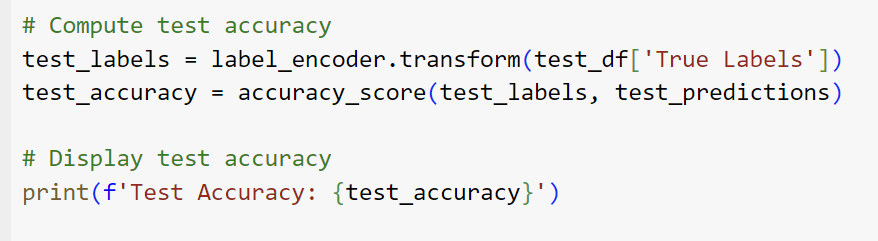 # Compute test accuracy
test_labels = label_encoder.transform(test_df['True Labels'])
test_accuracy = accuracy_score(test_labels, test_predictions)
# Display test accuracy
print(f'Test Accuracy: {test_accuracy}')